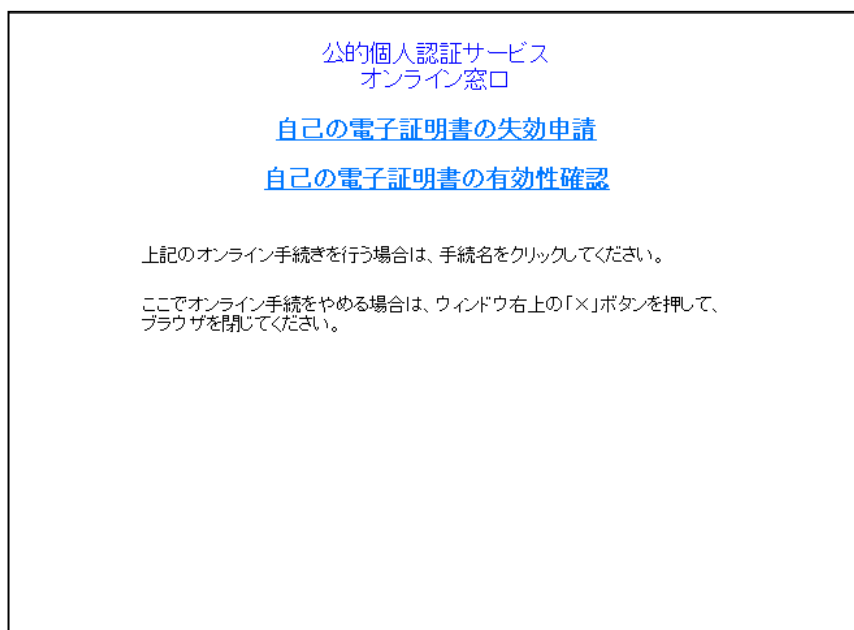 公的個人認証サービス
オンライン窓口
自己の電子証明書の失効申請
自己の電子証明書の有効性確認
上記のオンライン手続きを行う場合は、手続名をクリックしてください。
ここでオンライン手続をやめる場合は、ウィンドウ右上の「×」ボタンを押して、
ブラウザを閉じてください。